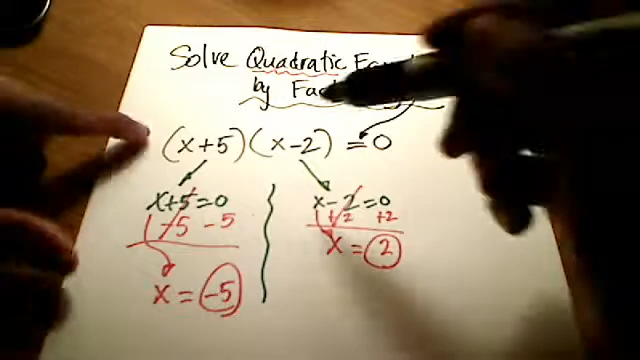 Solve Quadratic
by
(x+5)(x-2) = 0
x+5=0
-5 -5
x = -5
x-2=0
+2 +2
x = 2